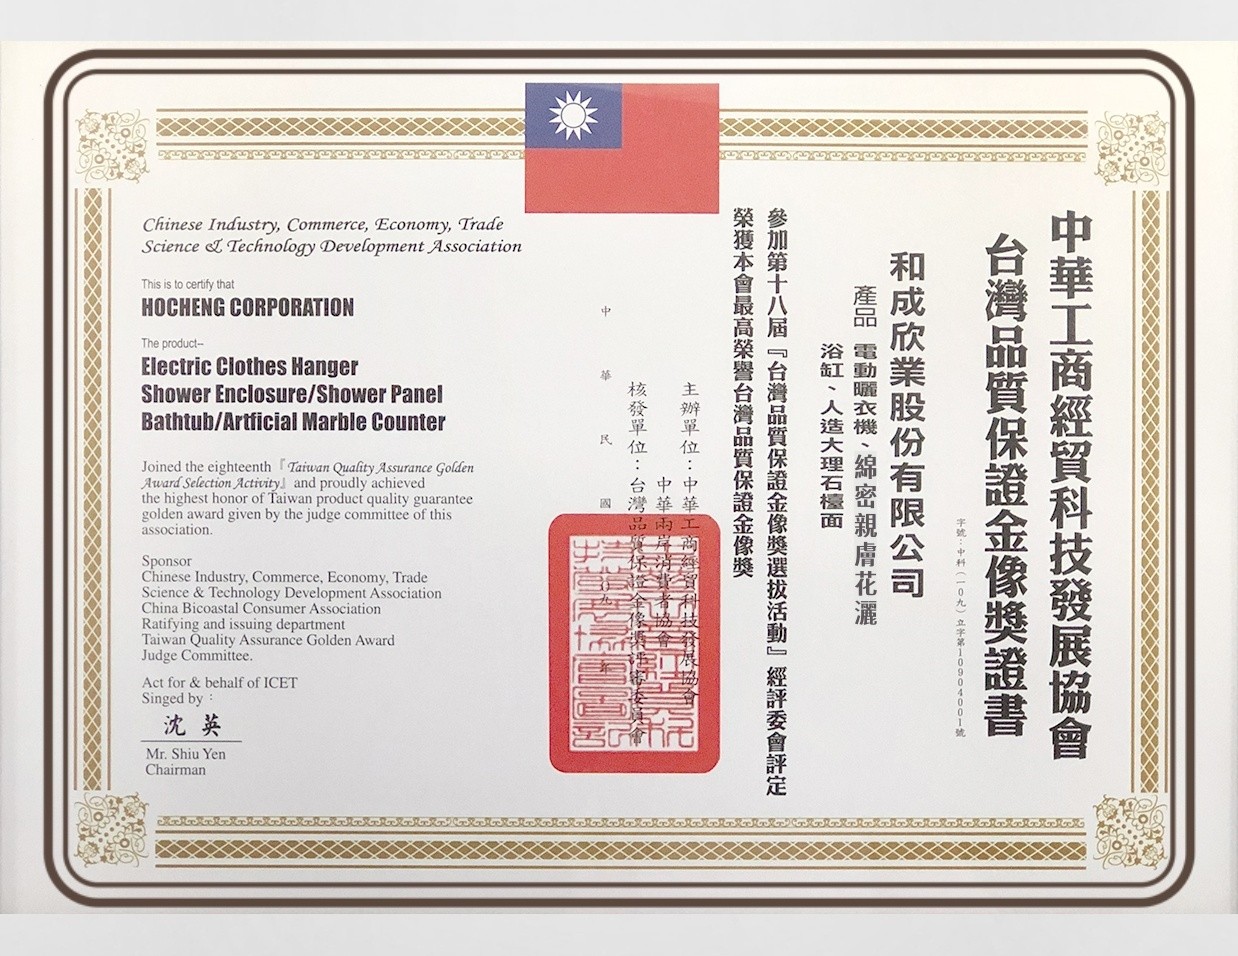 Chinese Industry, Commerce, Economy, Trade
Science & Technology Development Association
This is to certify that
HOCHENG CORPORATION
The product--
Electric Clothes Hanger
Shower Enclosure/Shower Panel
Bathtub/Artficial Marble Counter
Joined the eighteenth『Taiwan Quality Assurance Golden
Award Selection Activity』and proudly achieved
the highest honor of Taiwan product quality guarantee
golden award given by the judge committee of this
association.
Sponsor
Chinese Industry, Commerce, Economy, Trade
Science & Technology Development Association
China Bicoastal Consumer Association
Ratifying and issuing department
Taiwan Quality Assurance Golden Award
Judge Committee.
Act for & behalf of ICET
Singed by：
沈英
Mr. Shiu Yen
Chairman
中華工商經貿科技發展協會
台灣品質保證金像獎證書
字號：中科(一0九)立字第10904001號
和成欣業股份有限公司
產品 電動曬衣機、綿密親膚花灑
浴缸、人造大理石檯面
參加第十八屆『台灣品質保證金像獎選拔活動』經評委會評定
榮獲本會最高榮譽台灣品質保證金像獎
主辦單位：中華工商經貿科技發展協會
中華兩岸消費者協會
核發單位：台灣品質保證金像獎評審委員會
中華民國 九年